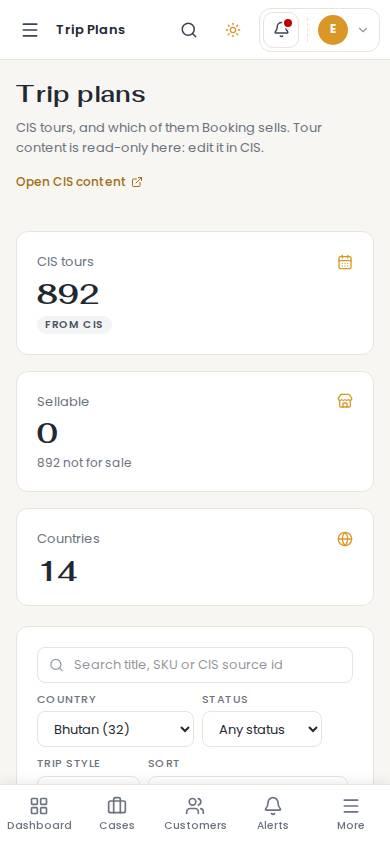 Trip Plans
E
Trip plans
CIS tours, and which of them Booking sells. Tour
content is read-only here: edit it in CIS.
Open CIS content
CIS tours
892
FROM CIS
Sellable
0
892 not for sale
Countries
14
Search title, SKU or CIS source id
COUNTRY STATUS
Bhutan (32) Any status
TRIP STYLE SORT
Dashboard Cases Customers Alerts More